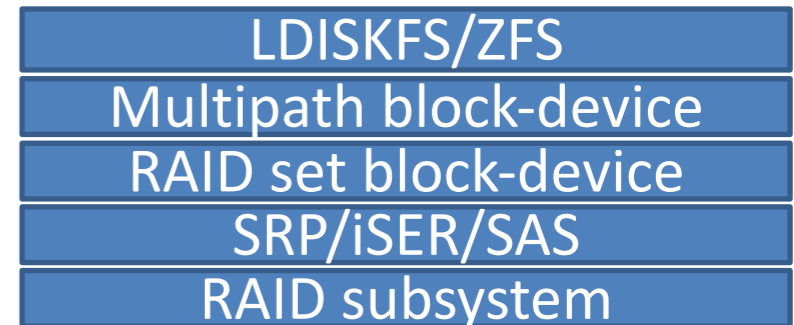 LDISKFS/ZFS
Multipath block-device
RAID set block-device
SRP/iSER/SAS
RAID subsystem